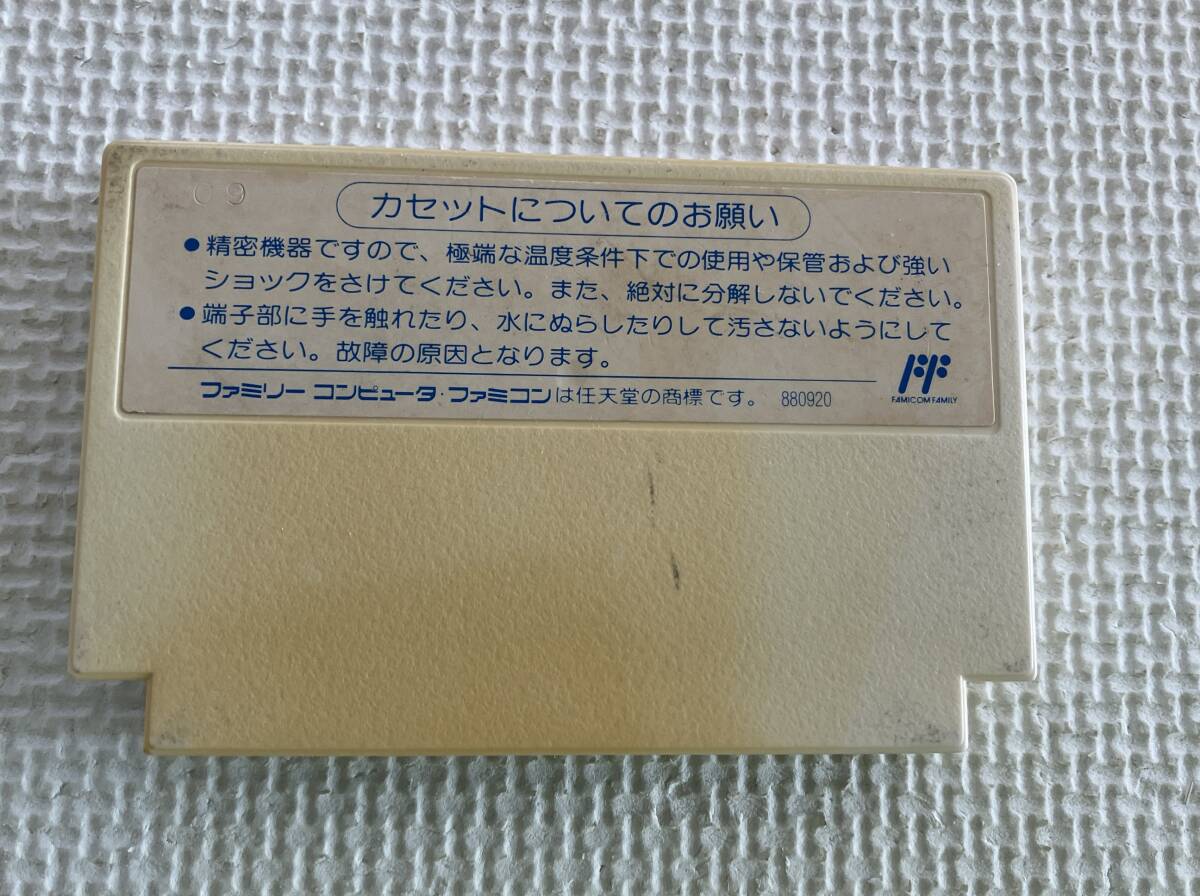 09
カセットについてのお願い
●精密機器ですので、極端な温度条件下での使用や保管および強い
ショックをさけてください。また、絶対に分解しないでください。
●端子部に手を触れたり、水にぬらしたりして汚さないようにして
ください。故障の原因となります。
ファミリーコンピュータ・ファミコンは任天堂の商標です。 880920
FF
FAMICOM FAMILY